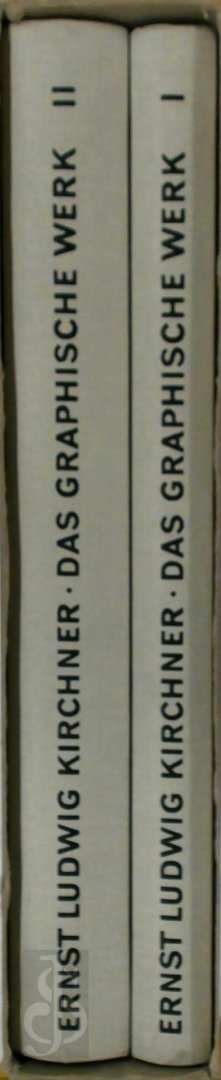 ERNST LUDWIG KIRCHNER · DAS GRAPHISCHE WERK II
ERNST LUDWIG KIRCHNER · DAS GRAPHISCHE WERK I